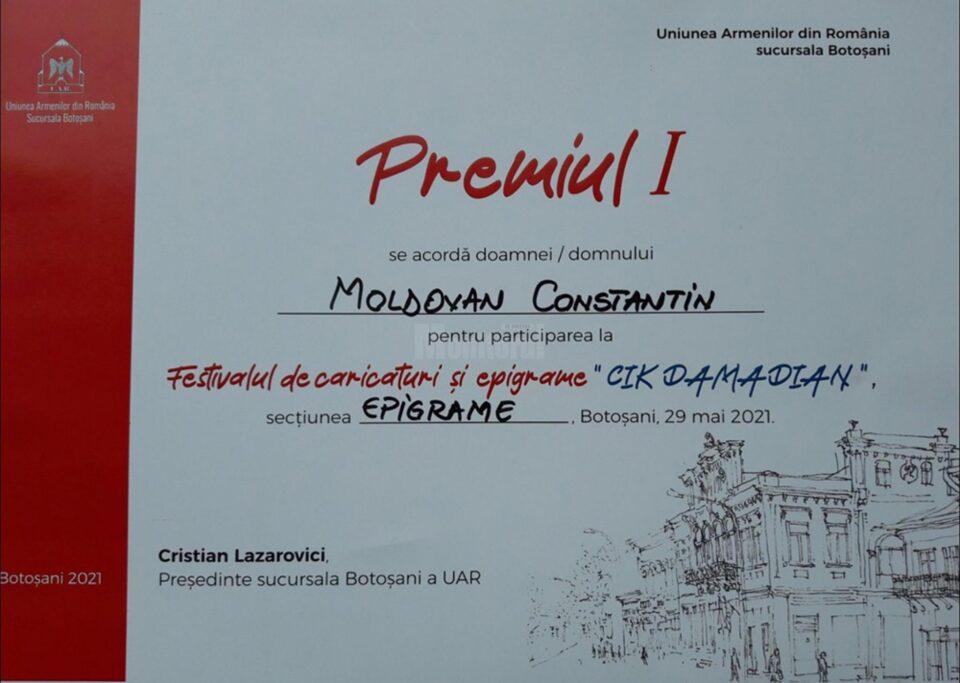 Uniunea Armenilor din România
sucursala Botoșani
U.A.R.
Uniunea Armenilor din România
Sucursala Botoșani
Premiul I
se acordă doamnei / domnului
MOLDOVAN CONSTANTIN
pentru participarea la
Monitorul
Festivalul de caricaturi și epigrame "CIK DAMADIAN",
secțiunea EPIGRAME, Botoșani, 29 mai 2021.
Cristian Lazarovici,
Președinte sucursala Botoșani a UAR
Botoșani 2021